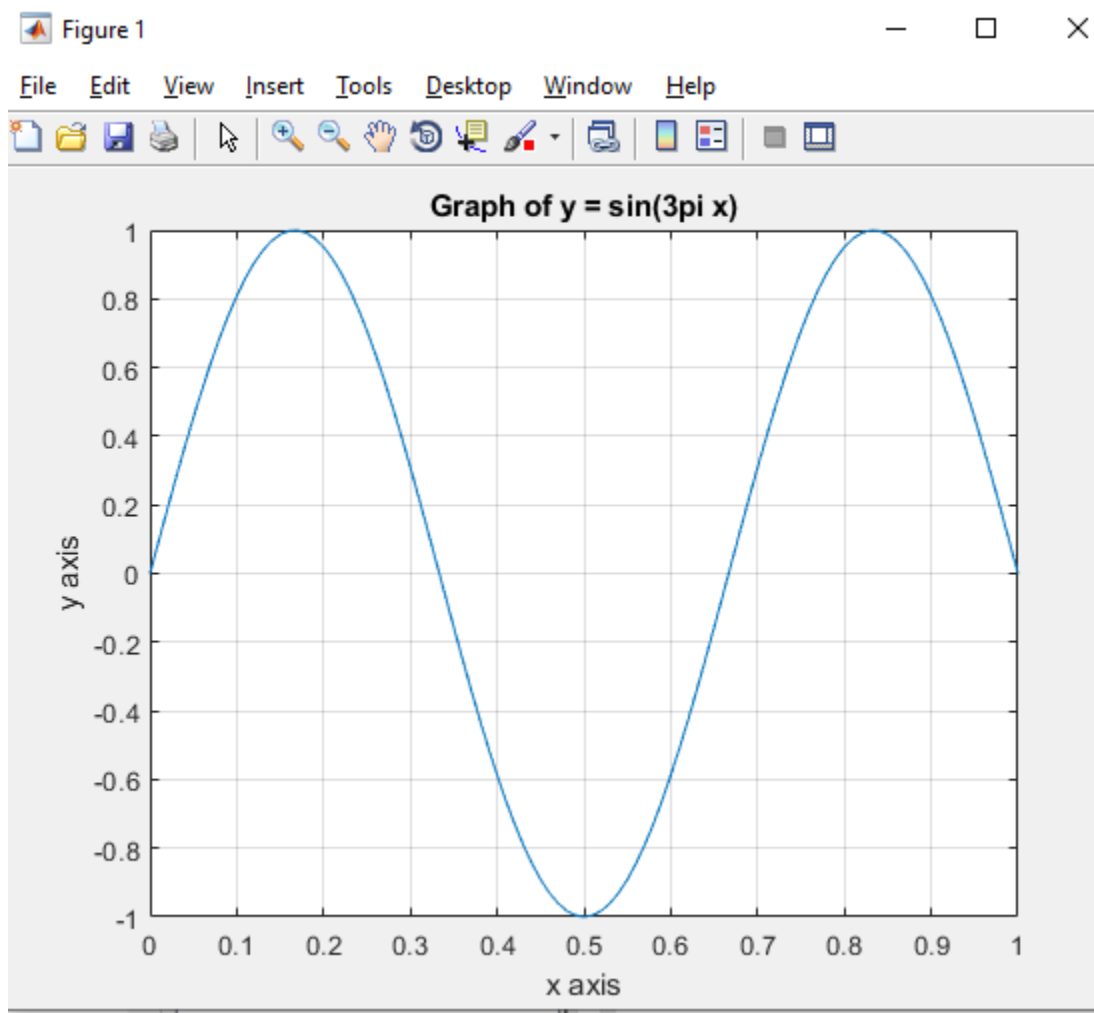 Figure 1
File Edit View Insert Tools Desktop Window Help
Graph of y = sin(3pi x)
1
0.8
0.6
0.4
0.2
0
-0.2
-0.4
-0.6
-0.8
-1
y axis
0 0.1 0.2 0.3 0.4 0.5 0.6 0.7 0.8 0.9 1
x axis